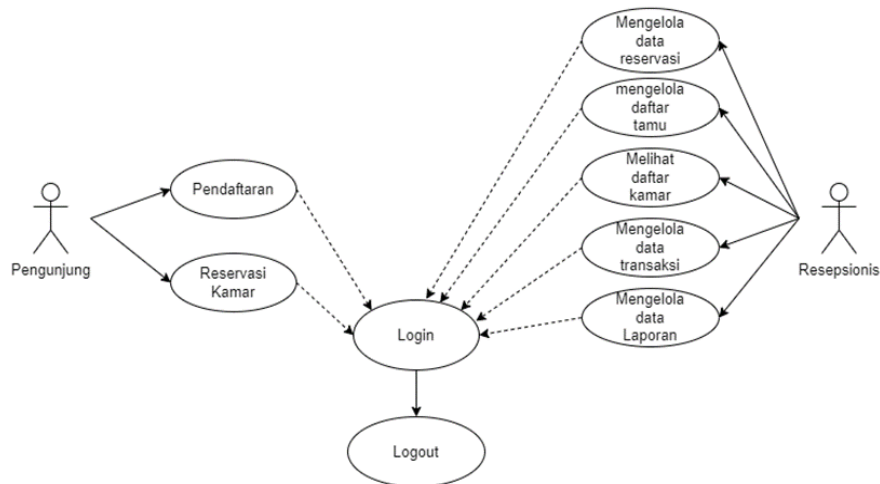 Mengelola
data
reservasi
mengelola
daftar
tamu
Pendaftaran
Melihat
daftar
kamar
Pengunjung
Reservasi
Kamar
Mengelola
data
transaksi
Resepsionis
Mengelola
data
Laporan
Login
Logout